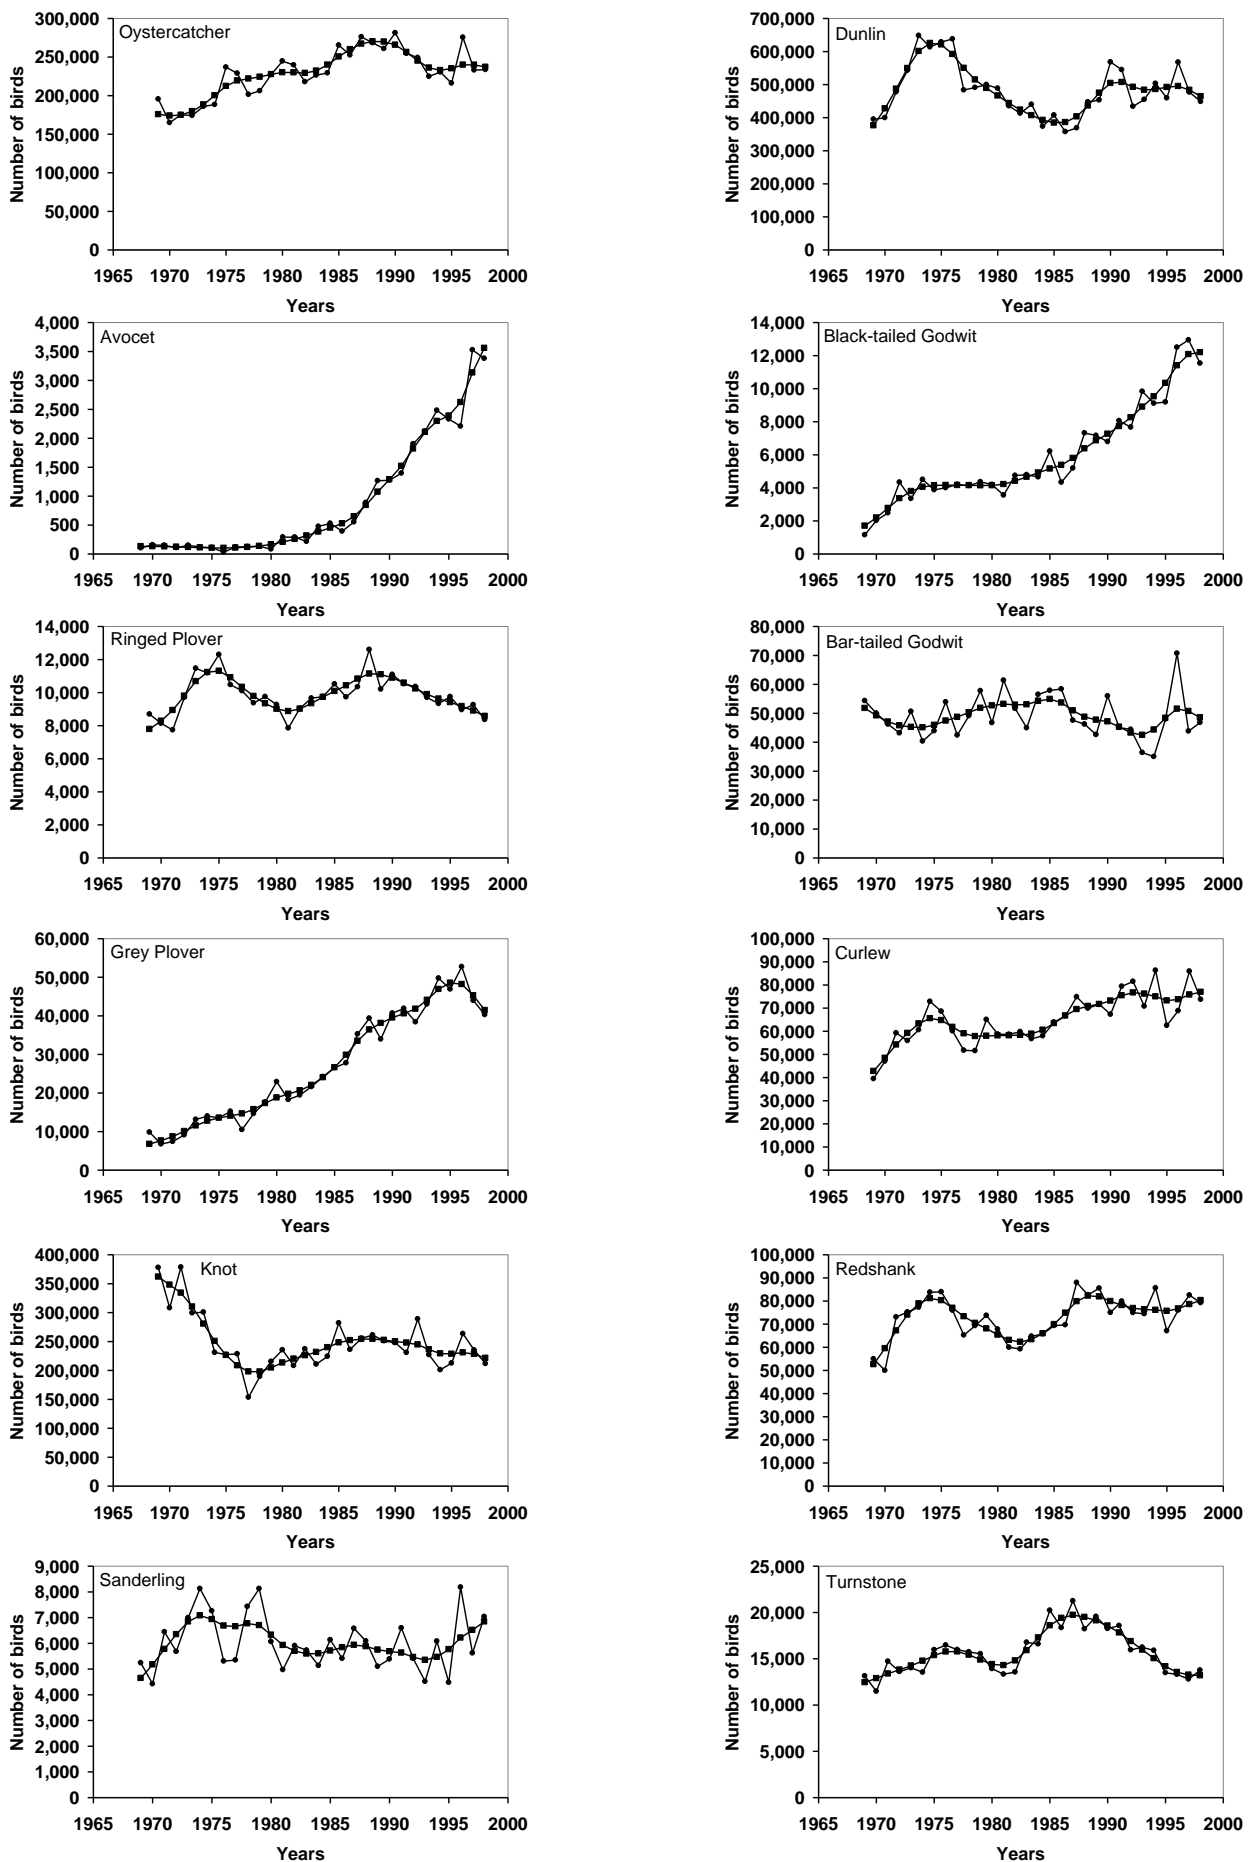 Oystercatcher
Number of birds
300,000
250,000
200,000
150,000
100,000
50,000
0
1965 1970 1975 1980 1985 1990 1995 2000
Years
Dunlin
Number of birds
700,000
600,000
500,000
400,000
300,000
200,000
100,000
0
1965 1970 1975 1980 1985 1990 1995 2000
Years
Avocet
Number of birds
4,000
3,500
3,000
2,500
2,000
1,500
1,000
500
0
1965 1970 1975 1980 1985 1990 1995 2000
Years
Black-tailed Godwit
Number of birds
14,000
12,000
10,000
8,000
6,000
4,000
2,000
0
1965 1970 1975 1980 1985 1990 1995 2000
Years
Ringed Plover
Number of birds
14,000
12,000
10,000
8,000
6,000
4,000
2,000
0
1965 1970 1975 1980 1985 1990 1995 2000
Years
Bar-tailed Godwit
Number of birds
80,000
70,000
60,000
50,000
40,000
30,000
20,000
10,000
0
1965 1970 1975 1980 1985 1990 1995 2000
Years
Grey Plover
Number of birds
60,000
50,000
40,000
30,000
20,000
10,000
0
1965 1970 1975 1980 1985 1990 1995 2000
Years
Curlew
Number of birds
100,000
90,000
80,000
70,000
60,000
50,000
40,000
30,000
20,000
10,000
0
1965 1970 1975 1980 1985 1990 1995 2000
Years
Knot
Number of birds
400,000
350,000
300,000
250,000
200,000
150,000
100,000
50,000
0
1965 1970 1975 1980 1985 1990 1995 2000
Years
Redshank
Number of birds
100,000
90,000
80,000
70,000
60,000
50,000
40,000
30,000
20,000
10,000
0
1965 1970 1975 1980 1985 1990 1995 2000
Years
Sanderling
Number of birds
9,000
8,000
7,000
6,000
5,000
4,000
3,000
2,000
1,000
0
1965 1970 1975 1980 1985 1990 1995 2000
Years
Turnstone
Number of birds
25,000
20,000
15,000
10,000
5,000
0
1965 1970 1975 1980 1985 1990 1995 2000
Years